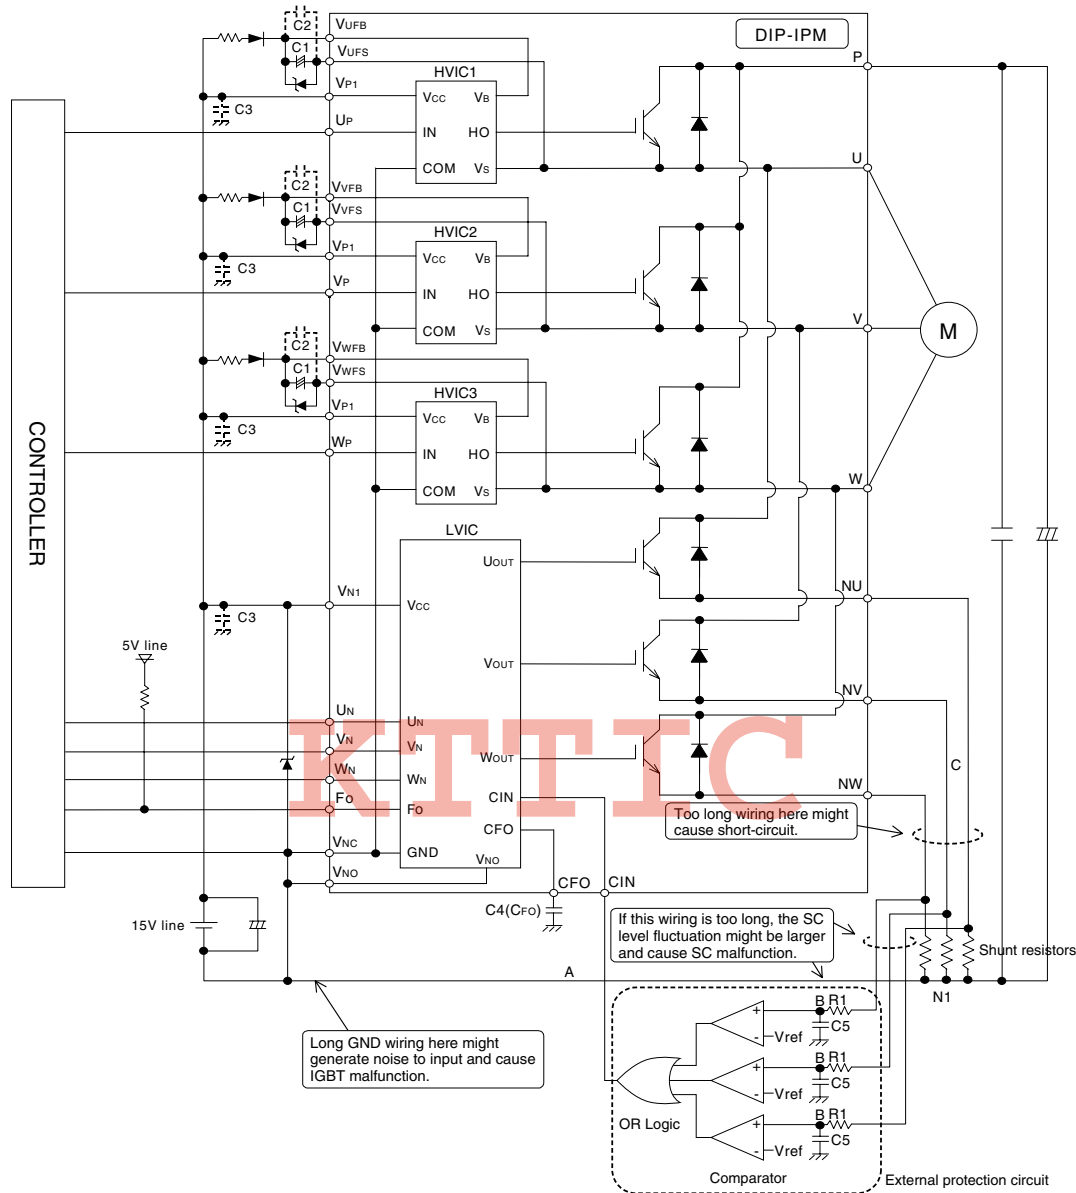 DIP-IPM
C2
VUFB
C1
VUFS
VP1
C3
UP
HVIC1
VCC
VB
IN
HO
COM
VS
P
U
C2
VVFB
C1
VVFS
VP1
C3
VP
HVIC2
VCC
VB
IN
HO
COM
VS
V
M
C2
VWFB
C1
VWFS
VP1
C3
WP
HVIC3
VCC
VB
IN
HO
COM
VS
W
CONTROLLER
LVIC
UOUT
VN1
VCC
C3
NU
5V line
VOUT
NV
UN
UN
VN
VN
WN
WN
WOUT
FO
FO
CIN
NW
C
CFO
VNC
GND
VNO
VNO
KTTIC
Too long wiring here might
cause short-circuit.
CFO
CIN
C4(CFO)
15V line
If this wiring is too long, the SC
level fluctuation might be larger
and cause SC malfunction.
Shunt resistors
A
N1
Long GND wiring here might
generate noise to input and cause
IGBT malfunction.
+
-
Vref
B
R1
C5
+
-
Vref
B
R1
C5
+
-
Vref
B
R1
C5
OR Logic
Comparator
External protection circuit